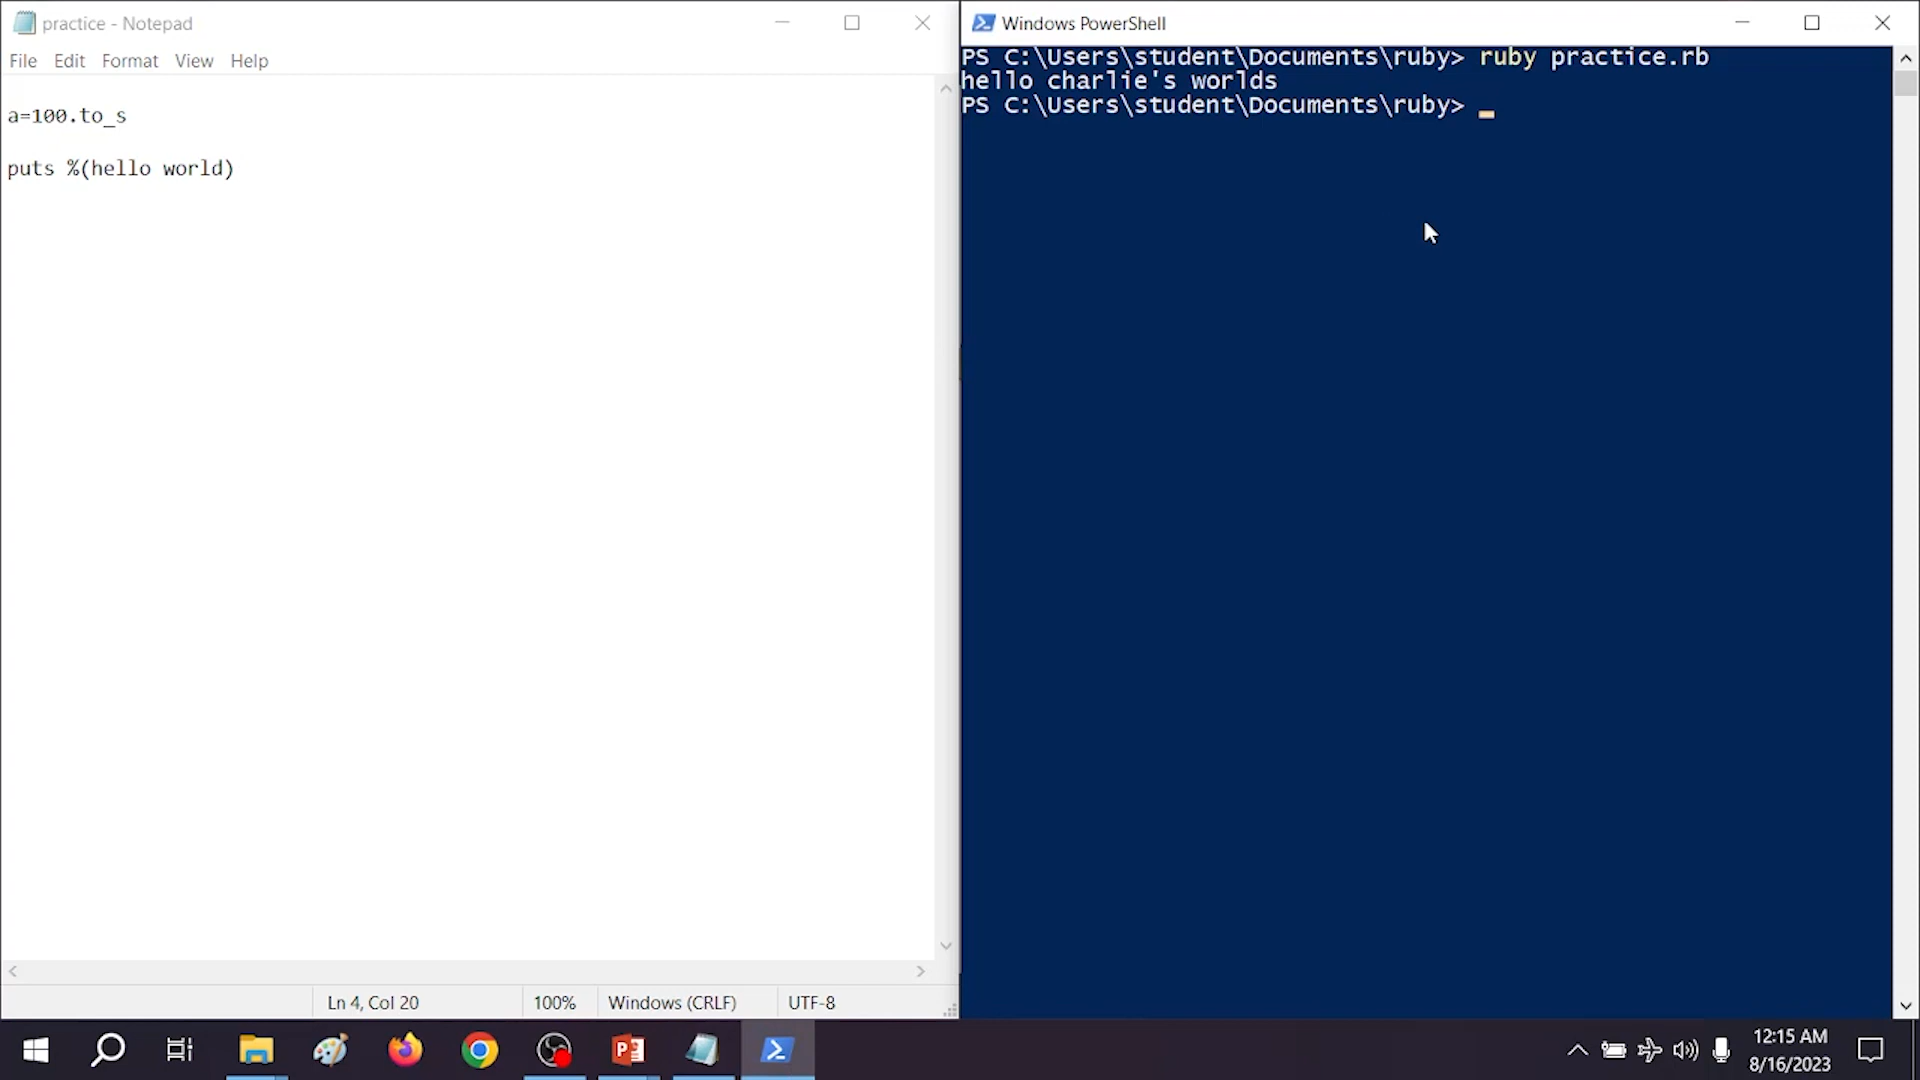 practice - Notepad
File Edit Format View Help
a=100.to_s
puts %(hello world)
Ln 4, Col 20 100% Windows (CRLF) UTF-8
Windows PowerShell
PS C:\Users\student\Documents\ruby> ruby practice.rb
hello charlie's worlds
PS C:\Users\student\Documents\ruby>
12:15 AM
8/16/2023